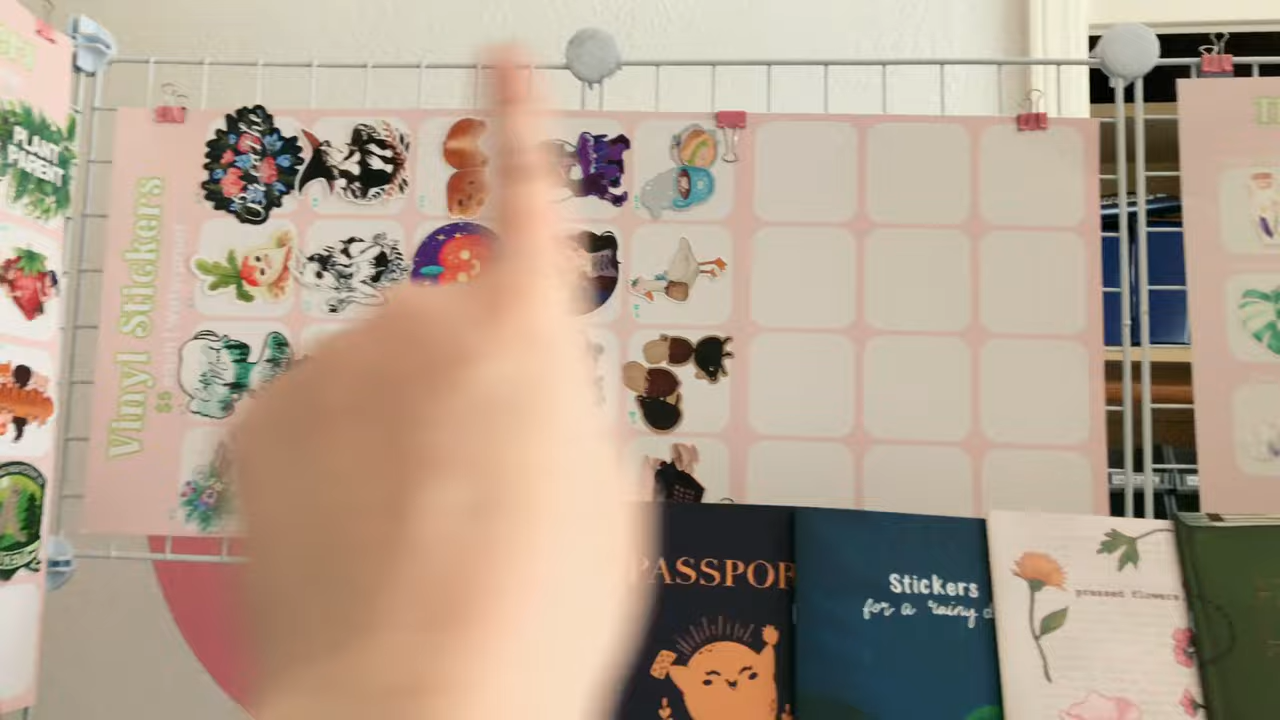 PLANT
PARENT
Vinyl Stickers
$5
PASSPOR
Stickers
for a rainy d
pressed flowers